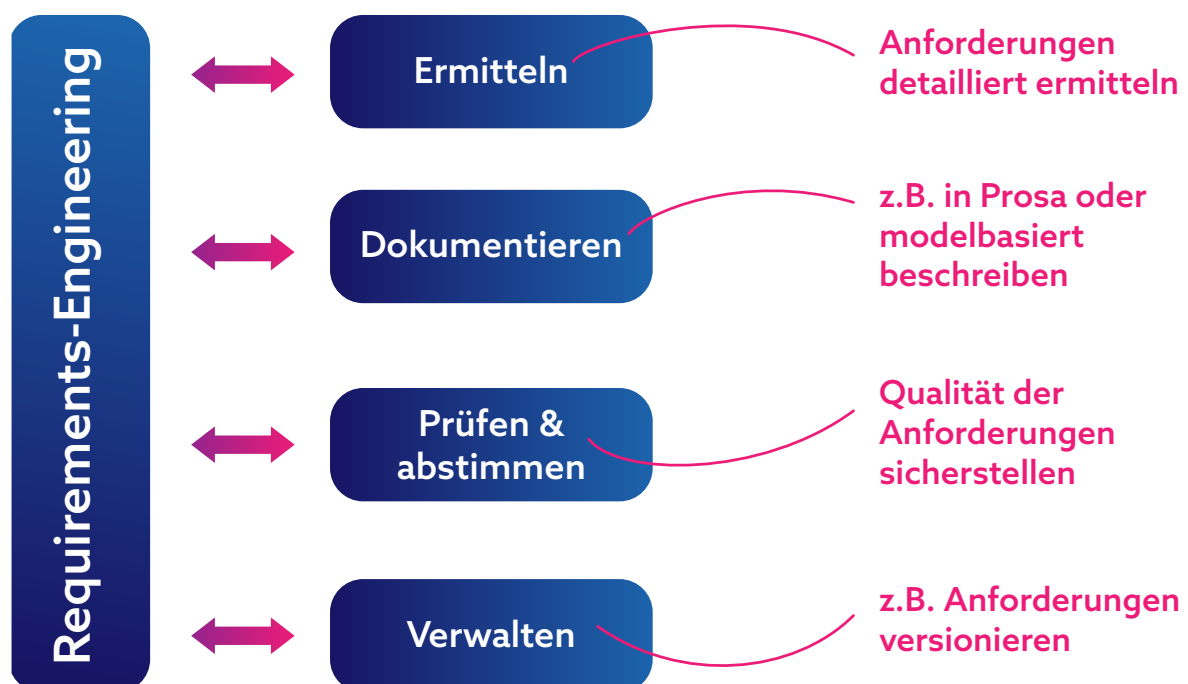 Requirements-Engineering
Ermitteln
Anforderungen
detailliert ermitteln
Dokumentieren
z.B. in Prosa oder
modelbasiert
beschreiben
Prüfen &
abstimmen
Qualität der
Anforderungen
sicherstellen
Verwalten
z.B. Anforderungen
versionieren